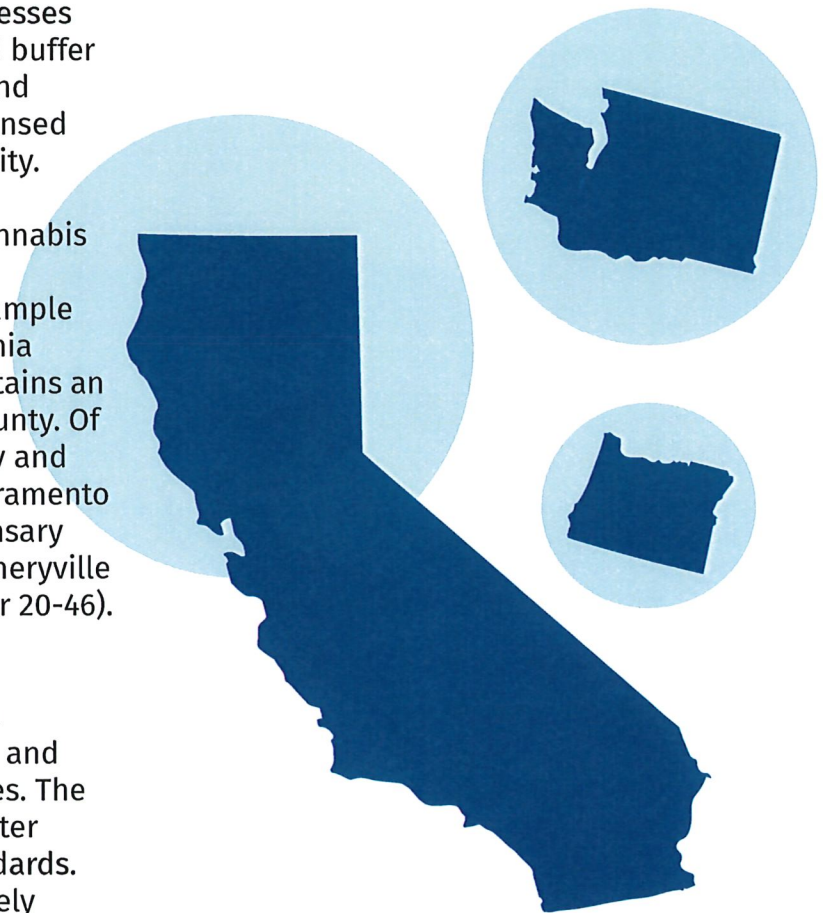 esses
buffer
nd
nsed
ity.
nnabis
ample
nia
tains an
unty. Of
y and
ramento
nsary
neryville
r 20-46).
and
es. The
ter
dards.
ely